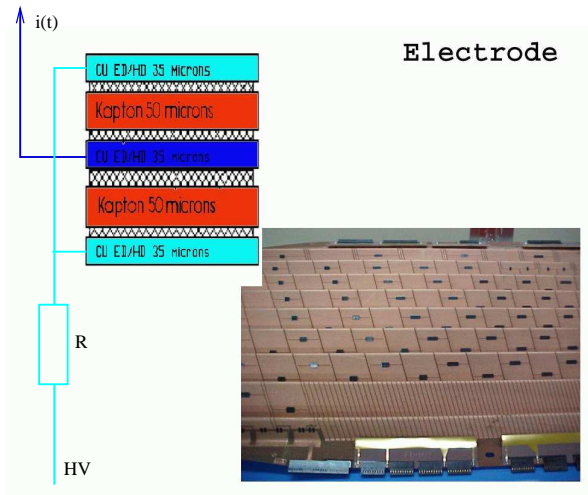 i(t)
Electrode
CU ED/HD 35 Microns
Kapton 50 microns
CU ED/HD 35 Microns
Kapton 50 microns
CU ED/HD 35 Microns
R
HV